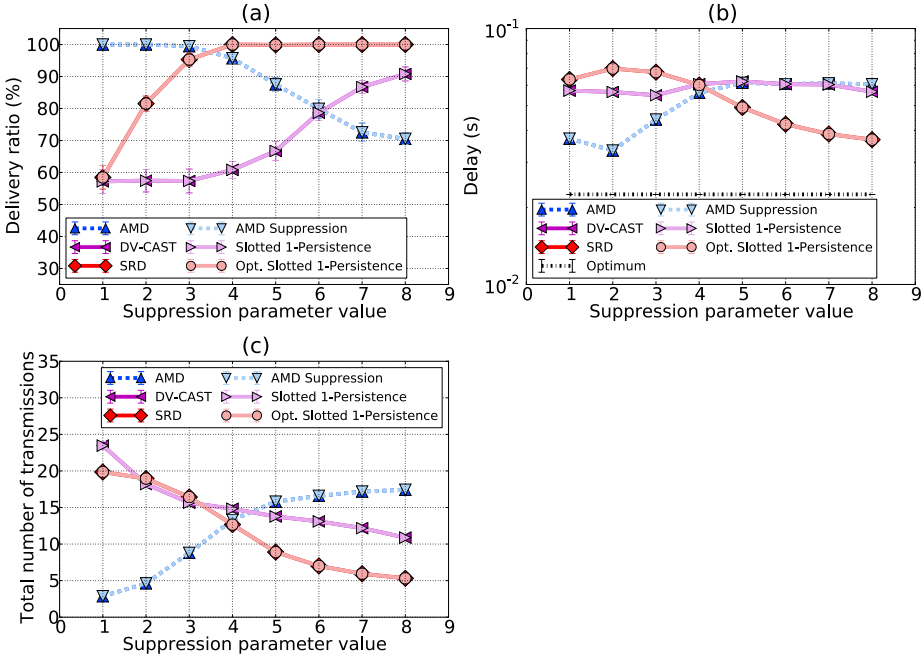 (a)
Delivery ratio (%)
100
90
80
70
60
50
40
30
AMD
AMD Suppression
DV-CAST
Slotted 1-Persistence
SRD
Opt. Slotted 1-Persistence
0 1 2 3 4 5 6 7 8 9
Suppression parameter value
(b)
Delay (s)
10-1
10-2
AMD
AMD Suppression
DV-CAST
Slotted 1-Persistence
SRD
Opt. Slotted 1-Persistence
Optimum
0 1 2 3 4 5 6 7 8 9
Suppression parameter value
(c)
Total number of transmissions
35
30
25
20
15
10
5
0
AMD
AMD Suppression
DV-CAST
Slotted 1-Persistence
SRD
Opt. Slotted 1-Persistence
0 1 2 3 4 5 6 7 8 9
Suppression parameter value